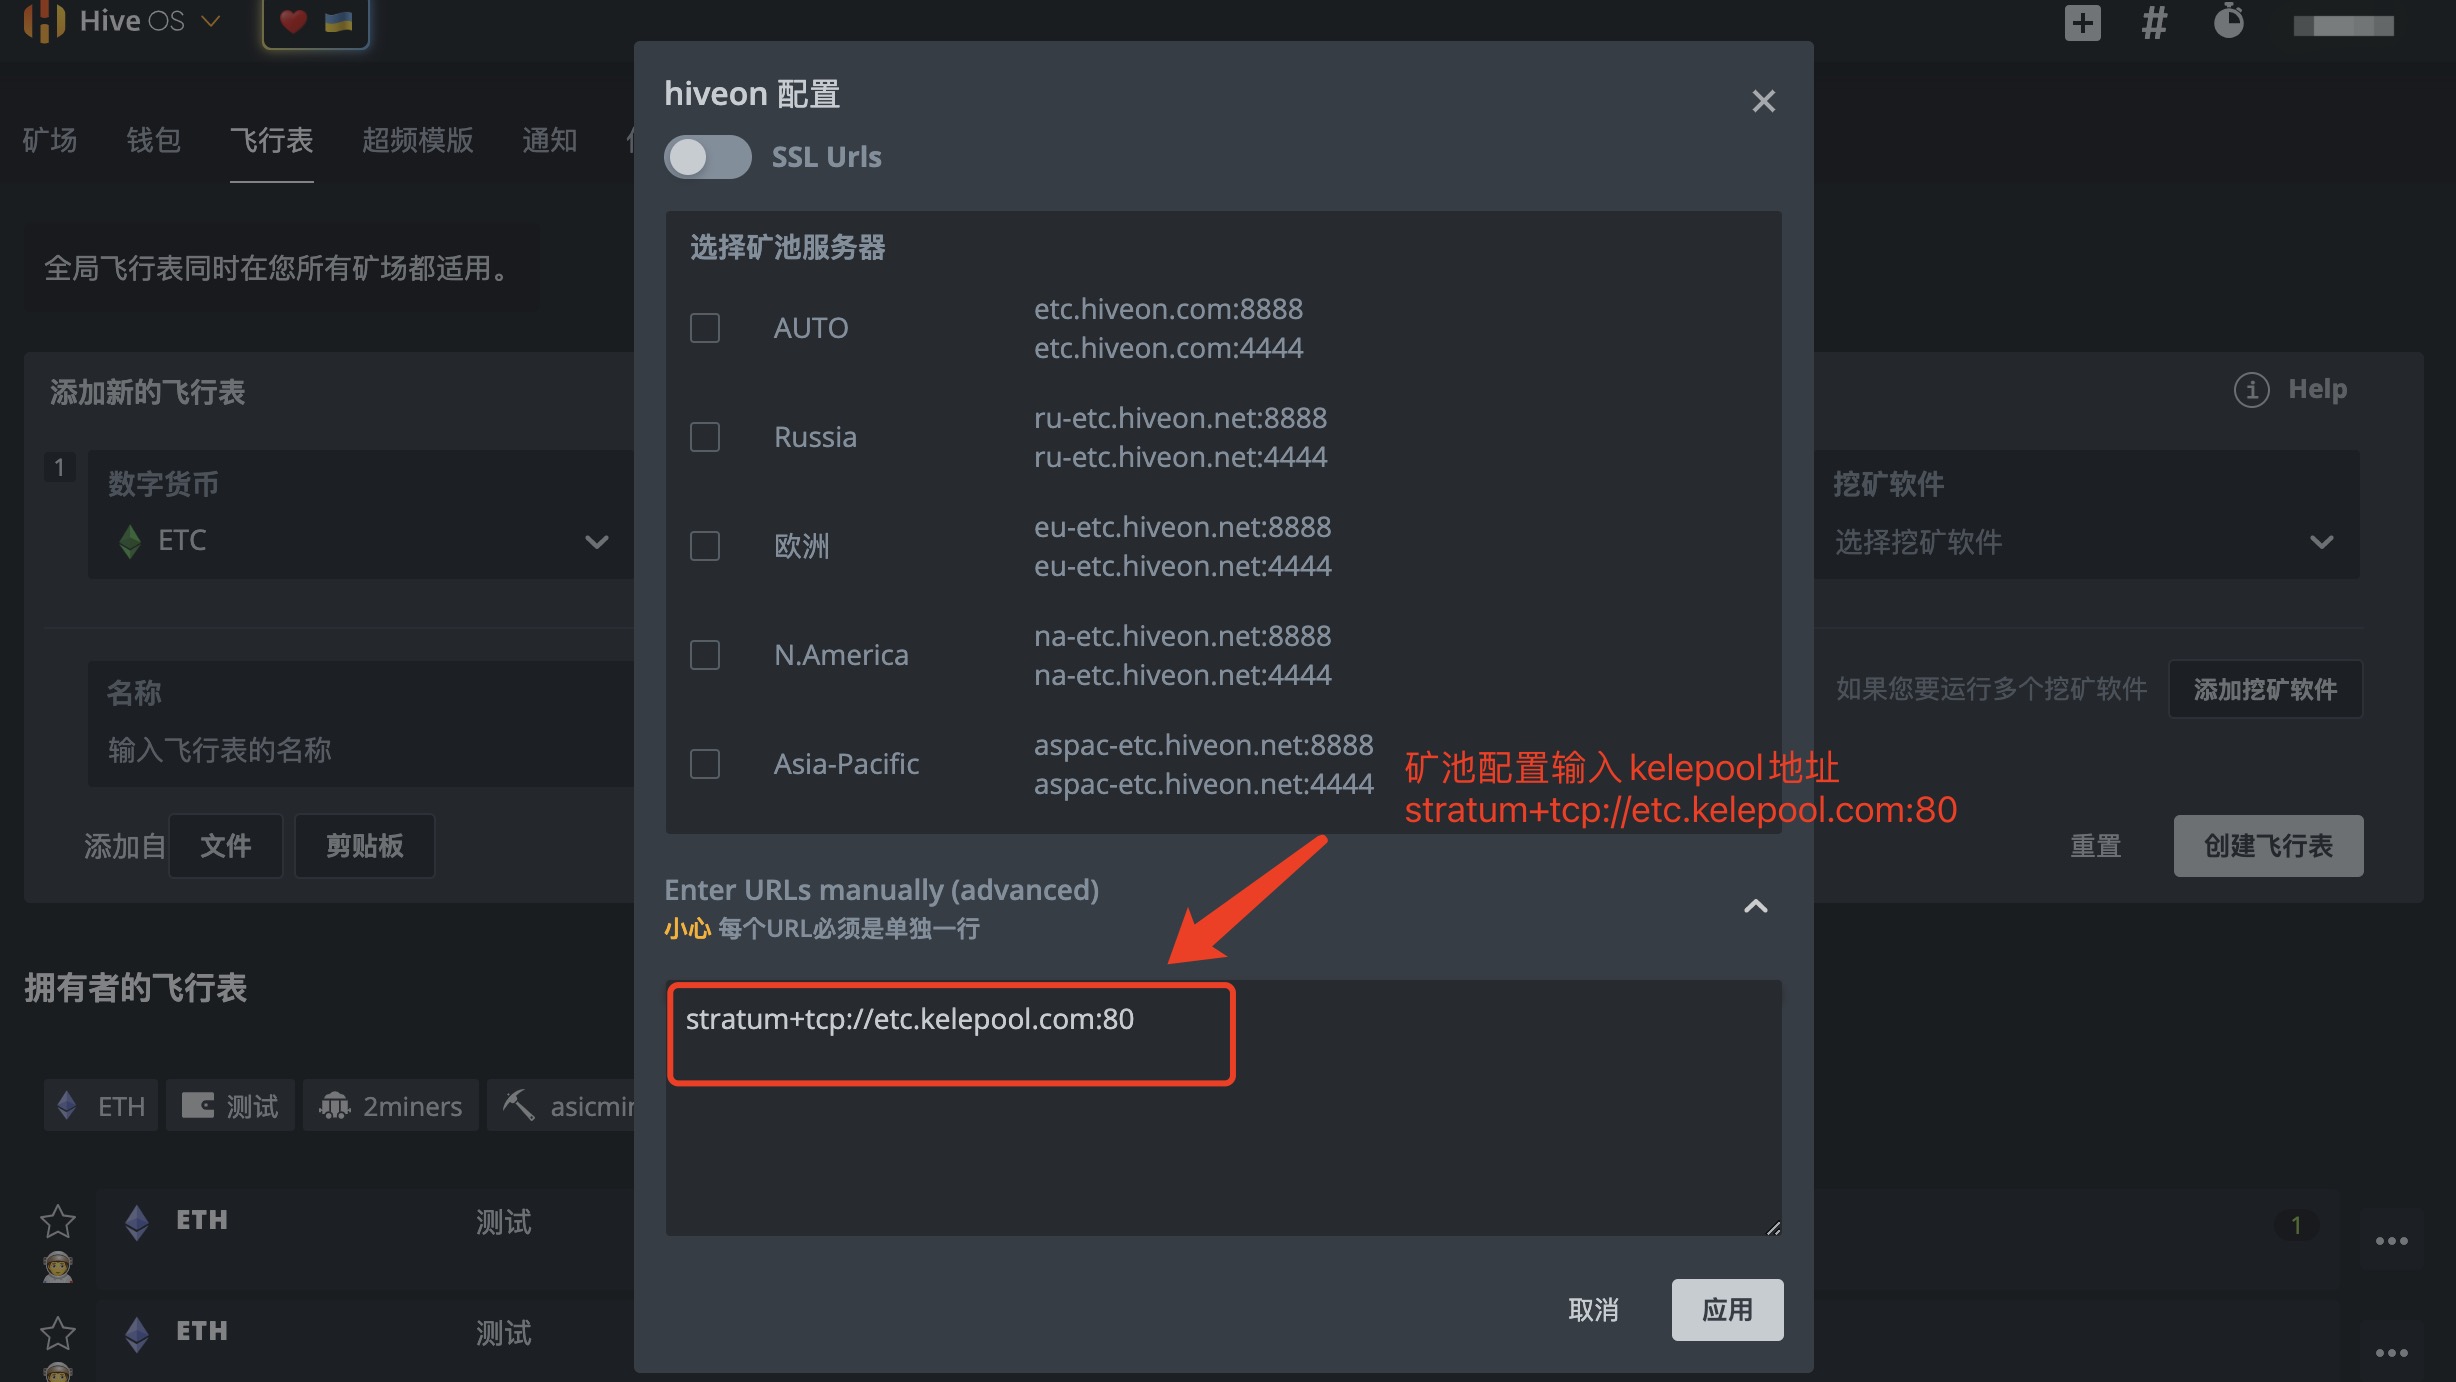 Hive OS
矿场
钱包
飞行表
超频模版
通知
全局飞行表同时在您所有矿场都适用。
添加新的飞行表
Help
1
数字货币
ETC
挖矿软件
选择挖矿软件
名称
输入飞行表的名称
如果您要运行多个挖矿软件
添加挖矿软件
添加自
文件
剪贴板
重置
创建飞行表
拥有者的飞行表
ETH
测试
2miners
ETH
测试
1
ETH
测试
hiveon 配置
SSL Urls
选择矿池服务器
AUTO
etc.hiveon.com:8888
etc.hiveon.com:4444
Russia
ru-etc.hiveon.net:8888
ru-etc.hiveon.net:4444
欧洲
eu-etc.hiveon.net:8888
eu-etc.hiveon.net:4444
N.America
na-etc.hiveon.net:8888
na-etc.hiveon.net:4444
Asia-Pacific
aspac-etc.hiveon.net:8888
aspac-etc.hiveon.net:4444
矿池配置输入kelepool地址
stratum+tcp://etc.kelepool.com:80
Enter URLs manually (advanced)
小心 每个URL必须是单独一行
stratum+tcp://etc.kelepool.com:80
取消
应用